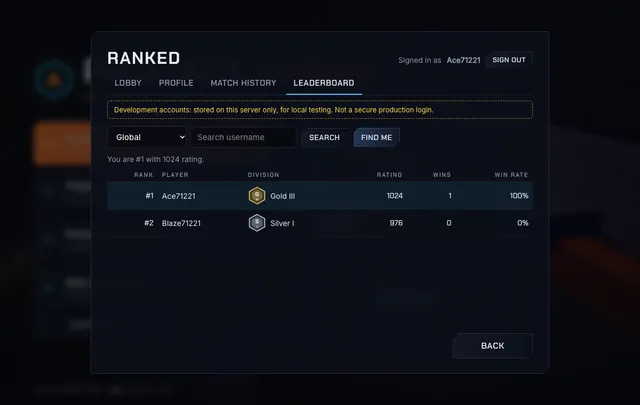 RANKED
Signed in as Ace71221 SIGN OUT
LOBBY PROFILE MATCH HISTORY LEADERBOARD
Development accounts: stored on this server only, for local testing. Not a secure production login.
Global Search username SEARCH FIND ME
You are #1 with 1024 rating.
RANK PLAYER DIVISION RATING WINS WIN RATE
#1 Ace71221 Gold III 1024 1 100%
#2 Blaze71221 Silver I 976 0 0%
BACK